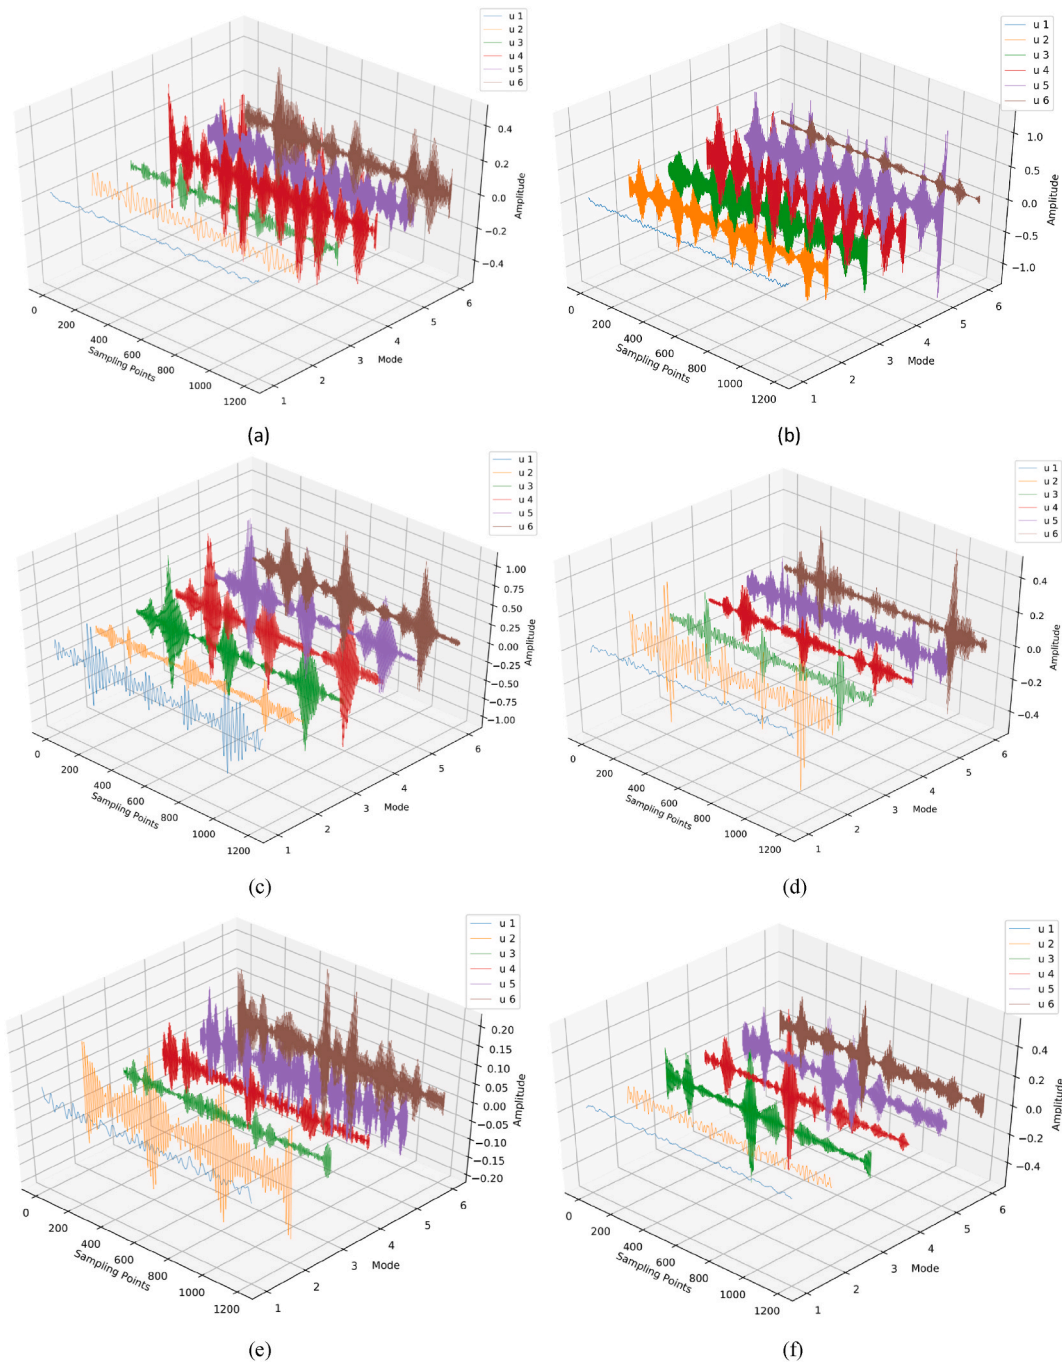 u 1
u 2
u 3
u 4
u 5
u 6
0.4
0.2
0.0
−0.2
−0.4
Amplitude
0
200
400
600
800
1000
1200
Sampling Points
1
2
3
4
5
6
Mode
(a)
u 1
u 2
u 3
u 4
u 5
u 6
1.0
0.5
0.0
−0.5
−1.0
Amplitude
0
200
400
600
800
1000
1200
Sampling Points
1
2
3
4
5
6
Mode
(b)
u 1
u 2
u 3
u 4
u 5
u 6
1.00
0.75
0.50
0.25
0.00
−0.25
−0.50
−0.75
−1.00
Amplitude
0
200
400
600
800
1000
1200
Sampling Points
1
2
3
4
5
6
Mode
(c)
u 1
u 2
u 3
u 4
u 5
u 6
0.4
0.2
0.0
−0.2
−0.4
Amplitude
0
200
400
600
800
1000
1200
Sampling Points
1
2
3
4
5
6
Mode
(d)
u 1
u 2
u 3
u 4
u 5
u 6
0.20
0.15
0.10
0.05
0.00
−0.05
−0.10
−0.15
−0.20
Amplitude
0
200
400
600
800
1000
1200
Sampling Points
1
2
3
4
5
6
Mode
(e)
u 1
u 2
u 3
u 4
u 5
u 6
0.4
0.2
0.0
−0.2
−0.4
Amplitude
0
200
400
600
800
1000
1200
Sampling Points
1
2
3
4
5
6
Mode
(f)